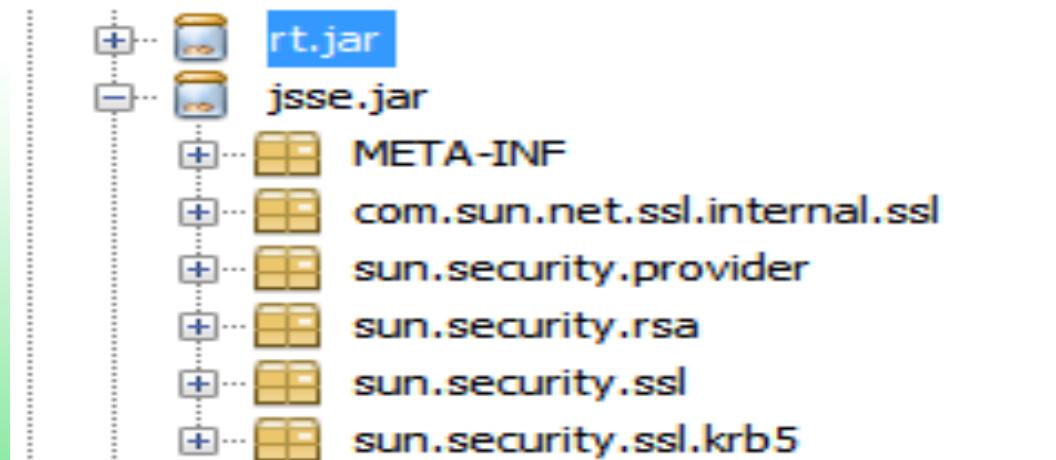 rt.jar
jsse.jar
META-INF
com.sun.net.ssl.internal.ssl
sun.security.provider
sun.security.rsa
sun.security.ssl
sun.security.ssl.krb5